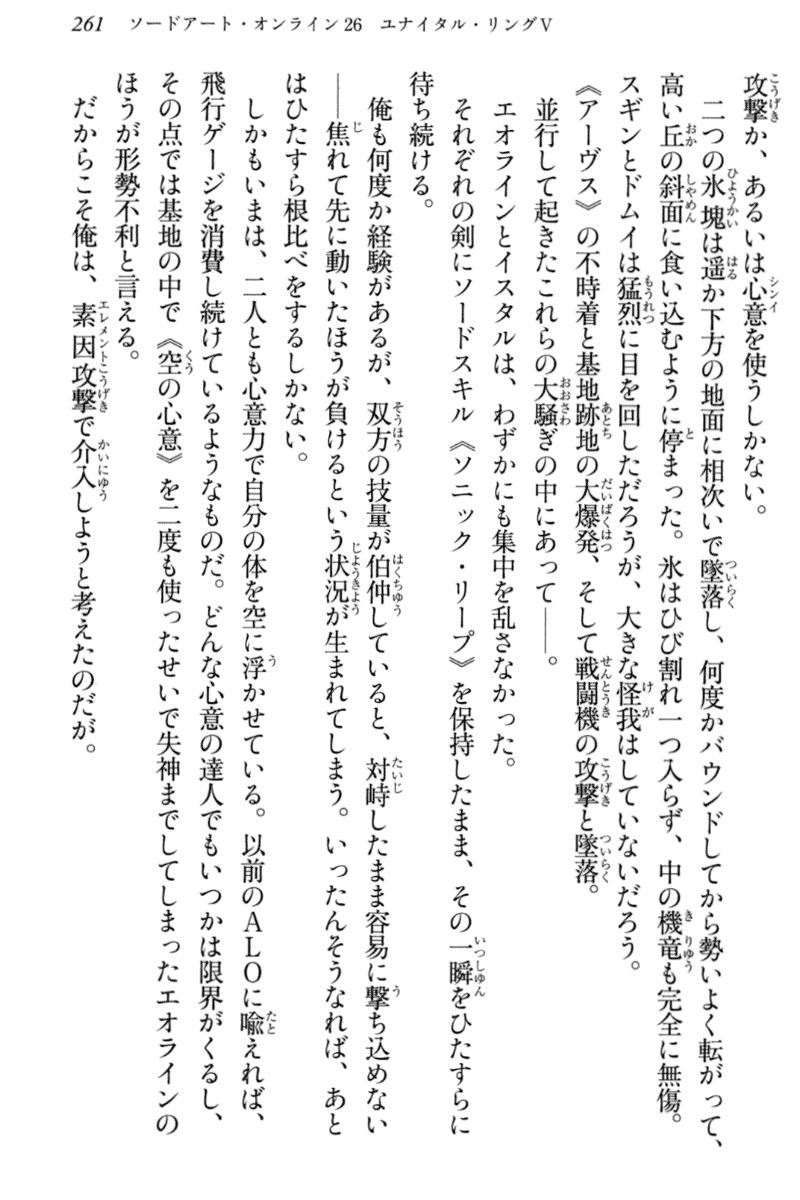 261 ソードアート・オンライン26 ユナイタル・リングⅤ
攻撃か、あるいは心意を使うしかない。
　二つの氷塊は遥か下方の地面に相次いで墜落し、何度かバウンドしてから勢いよく転がって、
高い丘の斜面に食い込むように停まった。氷はひび割れ一つ入らず、中の機竜も完全に無傷。
スギンとドムイは猛烈に目を回しただろうが、大きな怪我はしていないだろう。
《アーヴス》の不時着と基地跡地の大爆発、そして戦闘機の攻撃と墜落。
　並行して起きたこれらの大騒ぎの中にあって――。
　エオラインとイスタルは、わずかにも集中を乱さなかった。
　それぞれの剣にソードスキル《ソニック・リープ》を保持したまま、その一瞬をひたすらに
待ち続ける。
　俺も何度か経験があるが、双方の技量が伯仲していると、対峙したまま容易に撃ち込めない
――焦れて先に動いたほうが負けるという状況が生まれてしまう。いったんそうなれば、あと
はひたすら根比べをするしかない。
　しかもいまは、二人とも心意力で自分の体を空に浮かせている。以前のＡＬＯに喩えれば、
飛行ゲージを消費し続けているようなものだ。どんな心意の達人でもいつかは限界がくるし、
その点では基地の中で《空の心意》を二度も使ったせいで失神までしてしまったエオラインの
ほうが形勢不利と言える。
　だからこそ俺は、素因攻撃で介入しようと考えたのだが。